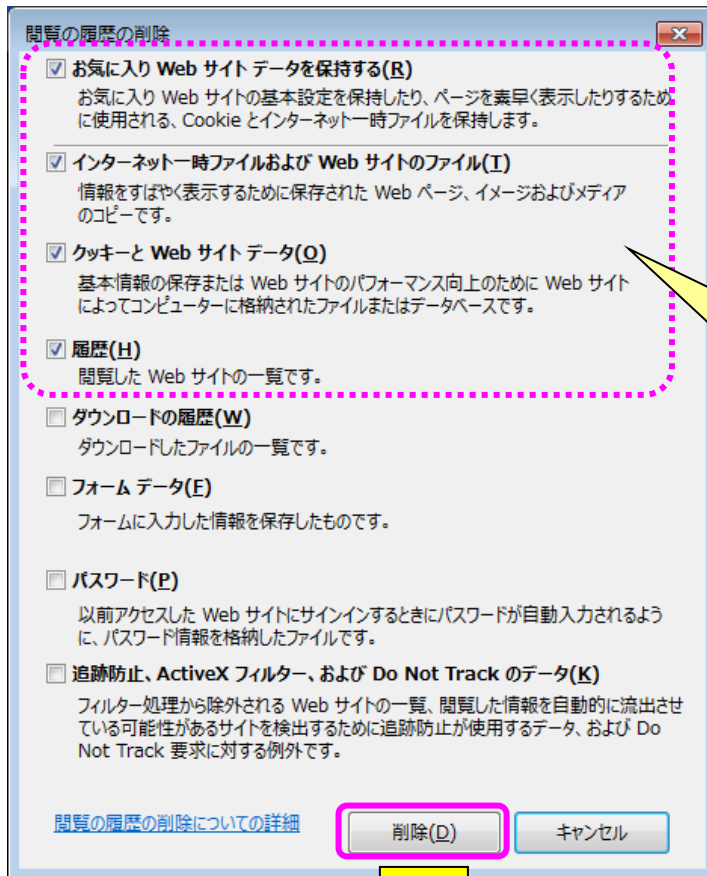 閲覧の履歴の削除
お気に入り Web サイト データを保持する(R)
お気に入り Web サイトの基本設定を保持したり、ページを素早く表示したりするため
に使用される、Cookie とインターネット一時ファイルを保持します。
インターネット一時ファイルおよび Web サイトのファイル(T)
情報をすばやく表示するために保存された Web ページ、イメージおよびメディア
のコピーです。
クッキーと Web サイト データ(O)
基本情報の保存または Web サイトのパフォーマンス向上のために Web サイト
によってコンピューターに格納されたファイルまたはデータベースです。
履歴(H)
閲覧した Web サイトの一覧です。
ダウンロードの履歴(W)
ダウンロードしたファイルの一覧です。
フォーム データ(F)
フォームに入力した情報を保存したものです。
パスワード(P)
以前アクセスした Web サイトにサインインするときにパスワードが自動入力されるよう
に、パスワード情報を格納したファイルです。
追跡防止、ActiveX フィルター、および Do Not Track のデータ(K)
フィルター処理から除外される Web サイトの一覧、閲覧した情報を自動的に流出させ
ている可能性があるサイトを検出するために追跡防止が使用するデータ、および Do
Not Track 要求に対する例外です。
閲覧の履歴の削除についての詳細
削除(D)
キャンセル